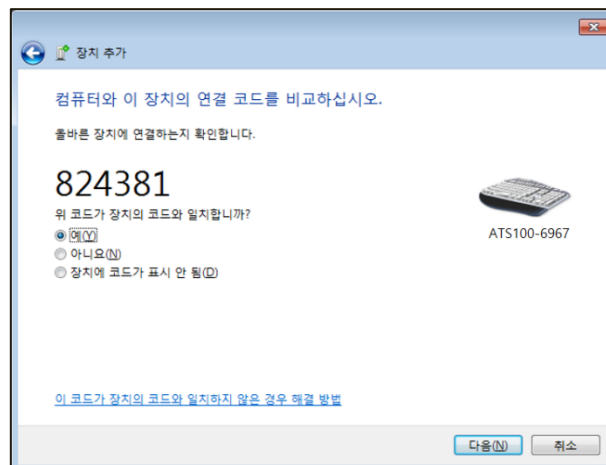 장치 추가
컴퓨터와 이 장치의 연결 코드를 비교하십시오.
올바른 장치에 연결하는지 확인합니다.
824381
위 코드가 장치의 코드와 일치합니까?
예(Y)
아니요(N)
장치에 코드가 표시 안 됨(D)
ATS100-6967
이 코드가 장치의 코드와 일치하지 않은 경우 해결 방법
다음(N) 취소